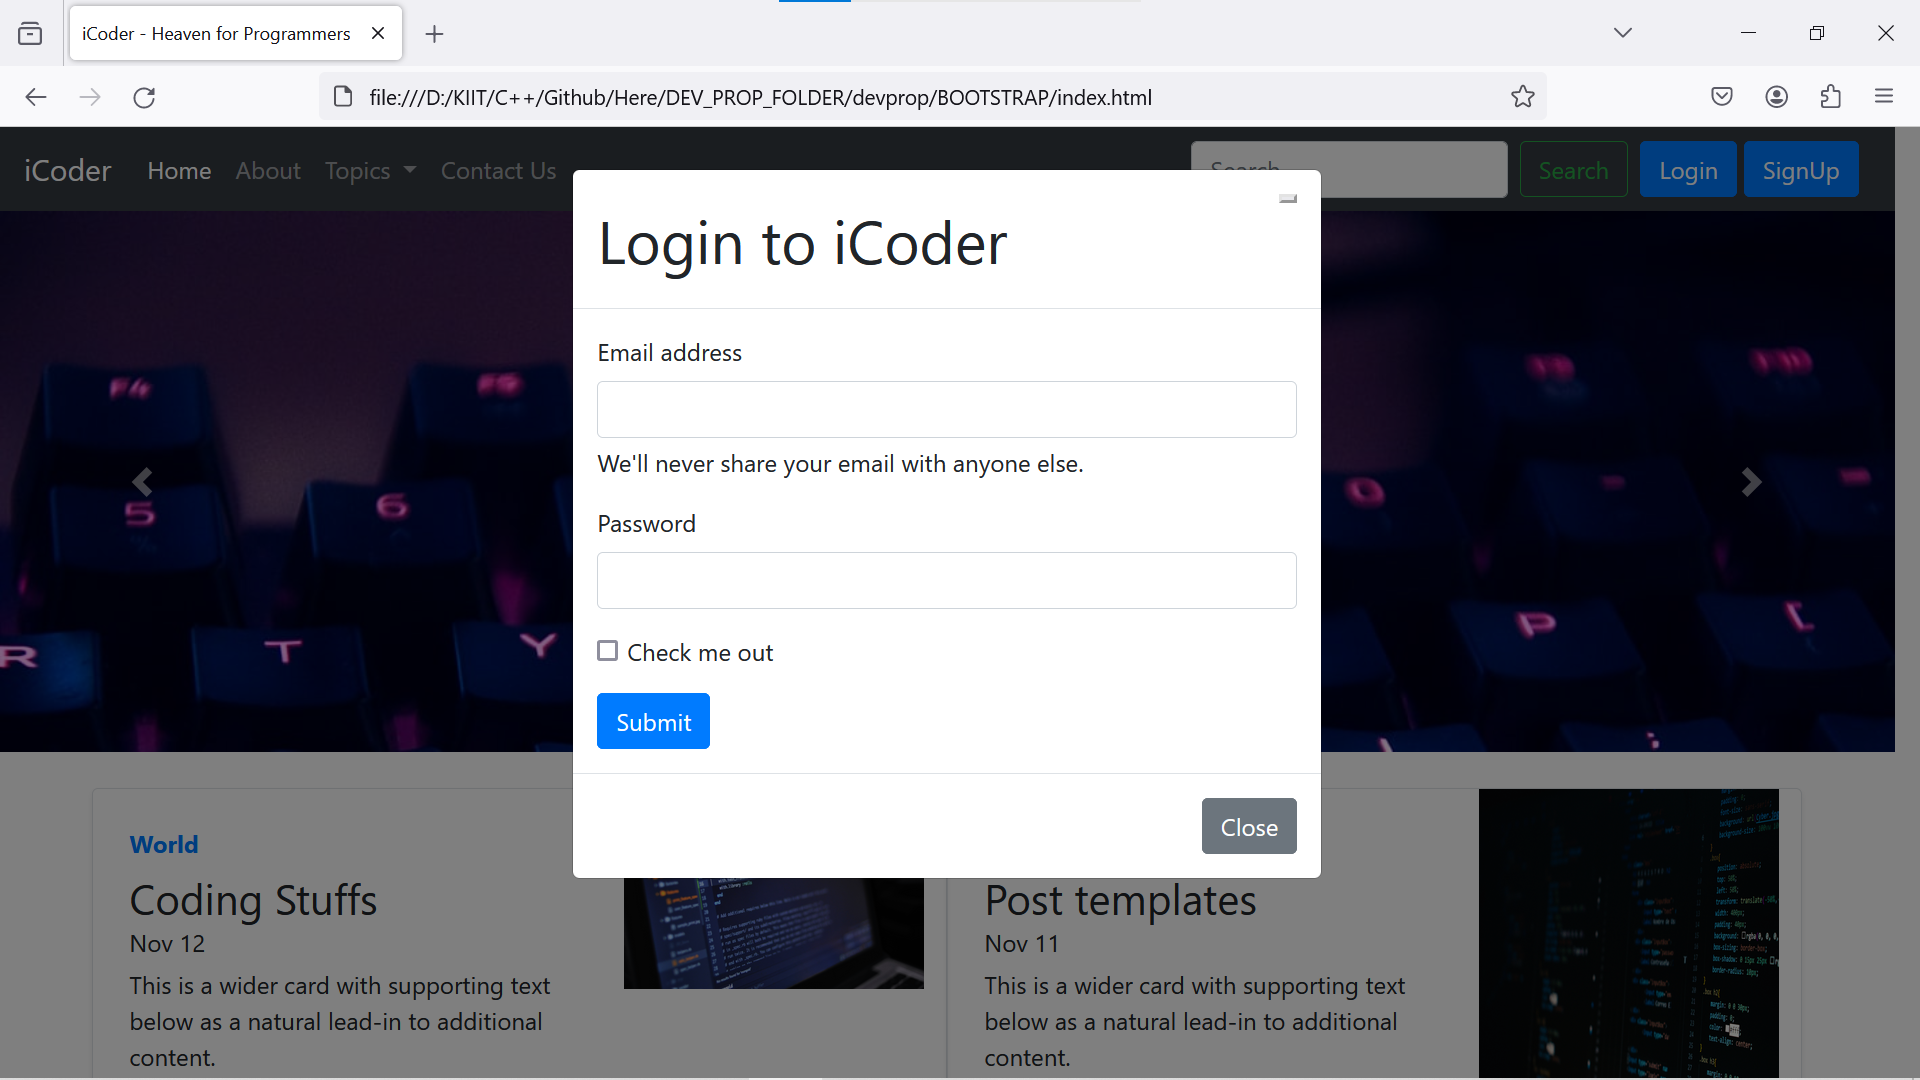 iCoder - Heaven for Programmers
file:///D:/KIIT/C++/Github/Here/DEV_PROP_FOLDER/devprop/BOOTSTRAP/index.html
iCoder Home About Topics Contact Us Search Search Login SignUp
Login to iCoder
Email address
We'll never share your email with anyone else.
Password
Check me out
Submit
Close
F4
5
6
R
T
Y
P
World
Coding Stuffs
Nov 12
This is a wider card with supporting text
below as a natural lead-in to additional
content.
Post templates
Nov 11
This is a wider card with supporting text
below as a natural lead-in to additional
content.